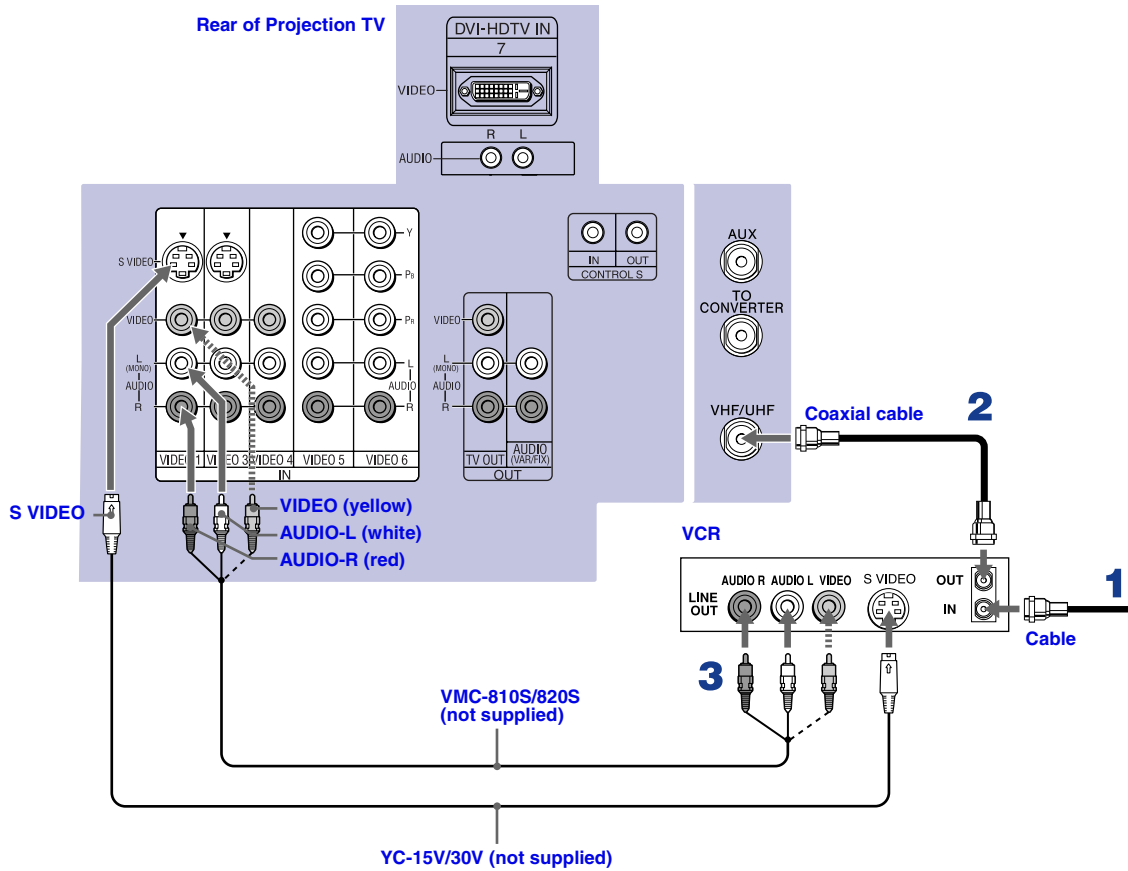 Rear of Projection TV
DVI-HDTV IN
7
VIDEO
R L
AUDIO
S VIDEO
VIDEO
L
(MONO)
AUDIO
R
Y
PB
PR
L
AUDIO
R
VIDEO 1 VIDEO 3 VIDEO 4 VIDEO 5 VIDEO 6
IN
IN OUT
CONTROL S
VIDEO
L
(MONO)
AUDIO
R
TV OUT
AUDIO
(VAR/FIX)
OUT
AUX
TO
CONVERTER
VHF/UHF
Coaxial cable
2
S VIDEO
VIDEO (yellow)
AUDIO-L (white)
AUDIO-R (red)
VCR
LINE
OUT
AUDIO R AUDIO L VIDEO S VIDEO
OUT
IN
1
Cable
3
VMC-810S/820S
(not supplied)
YC-15V/30V (not supplied)